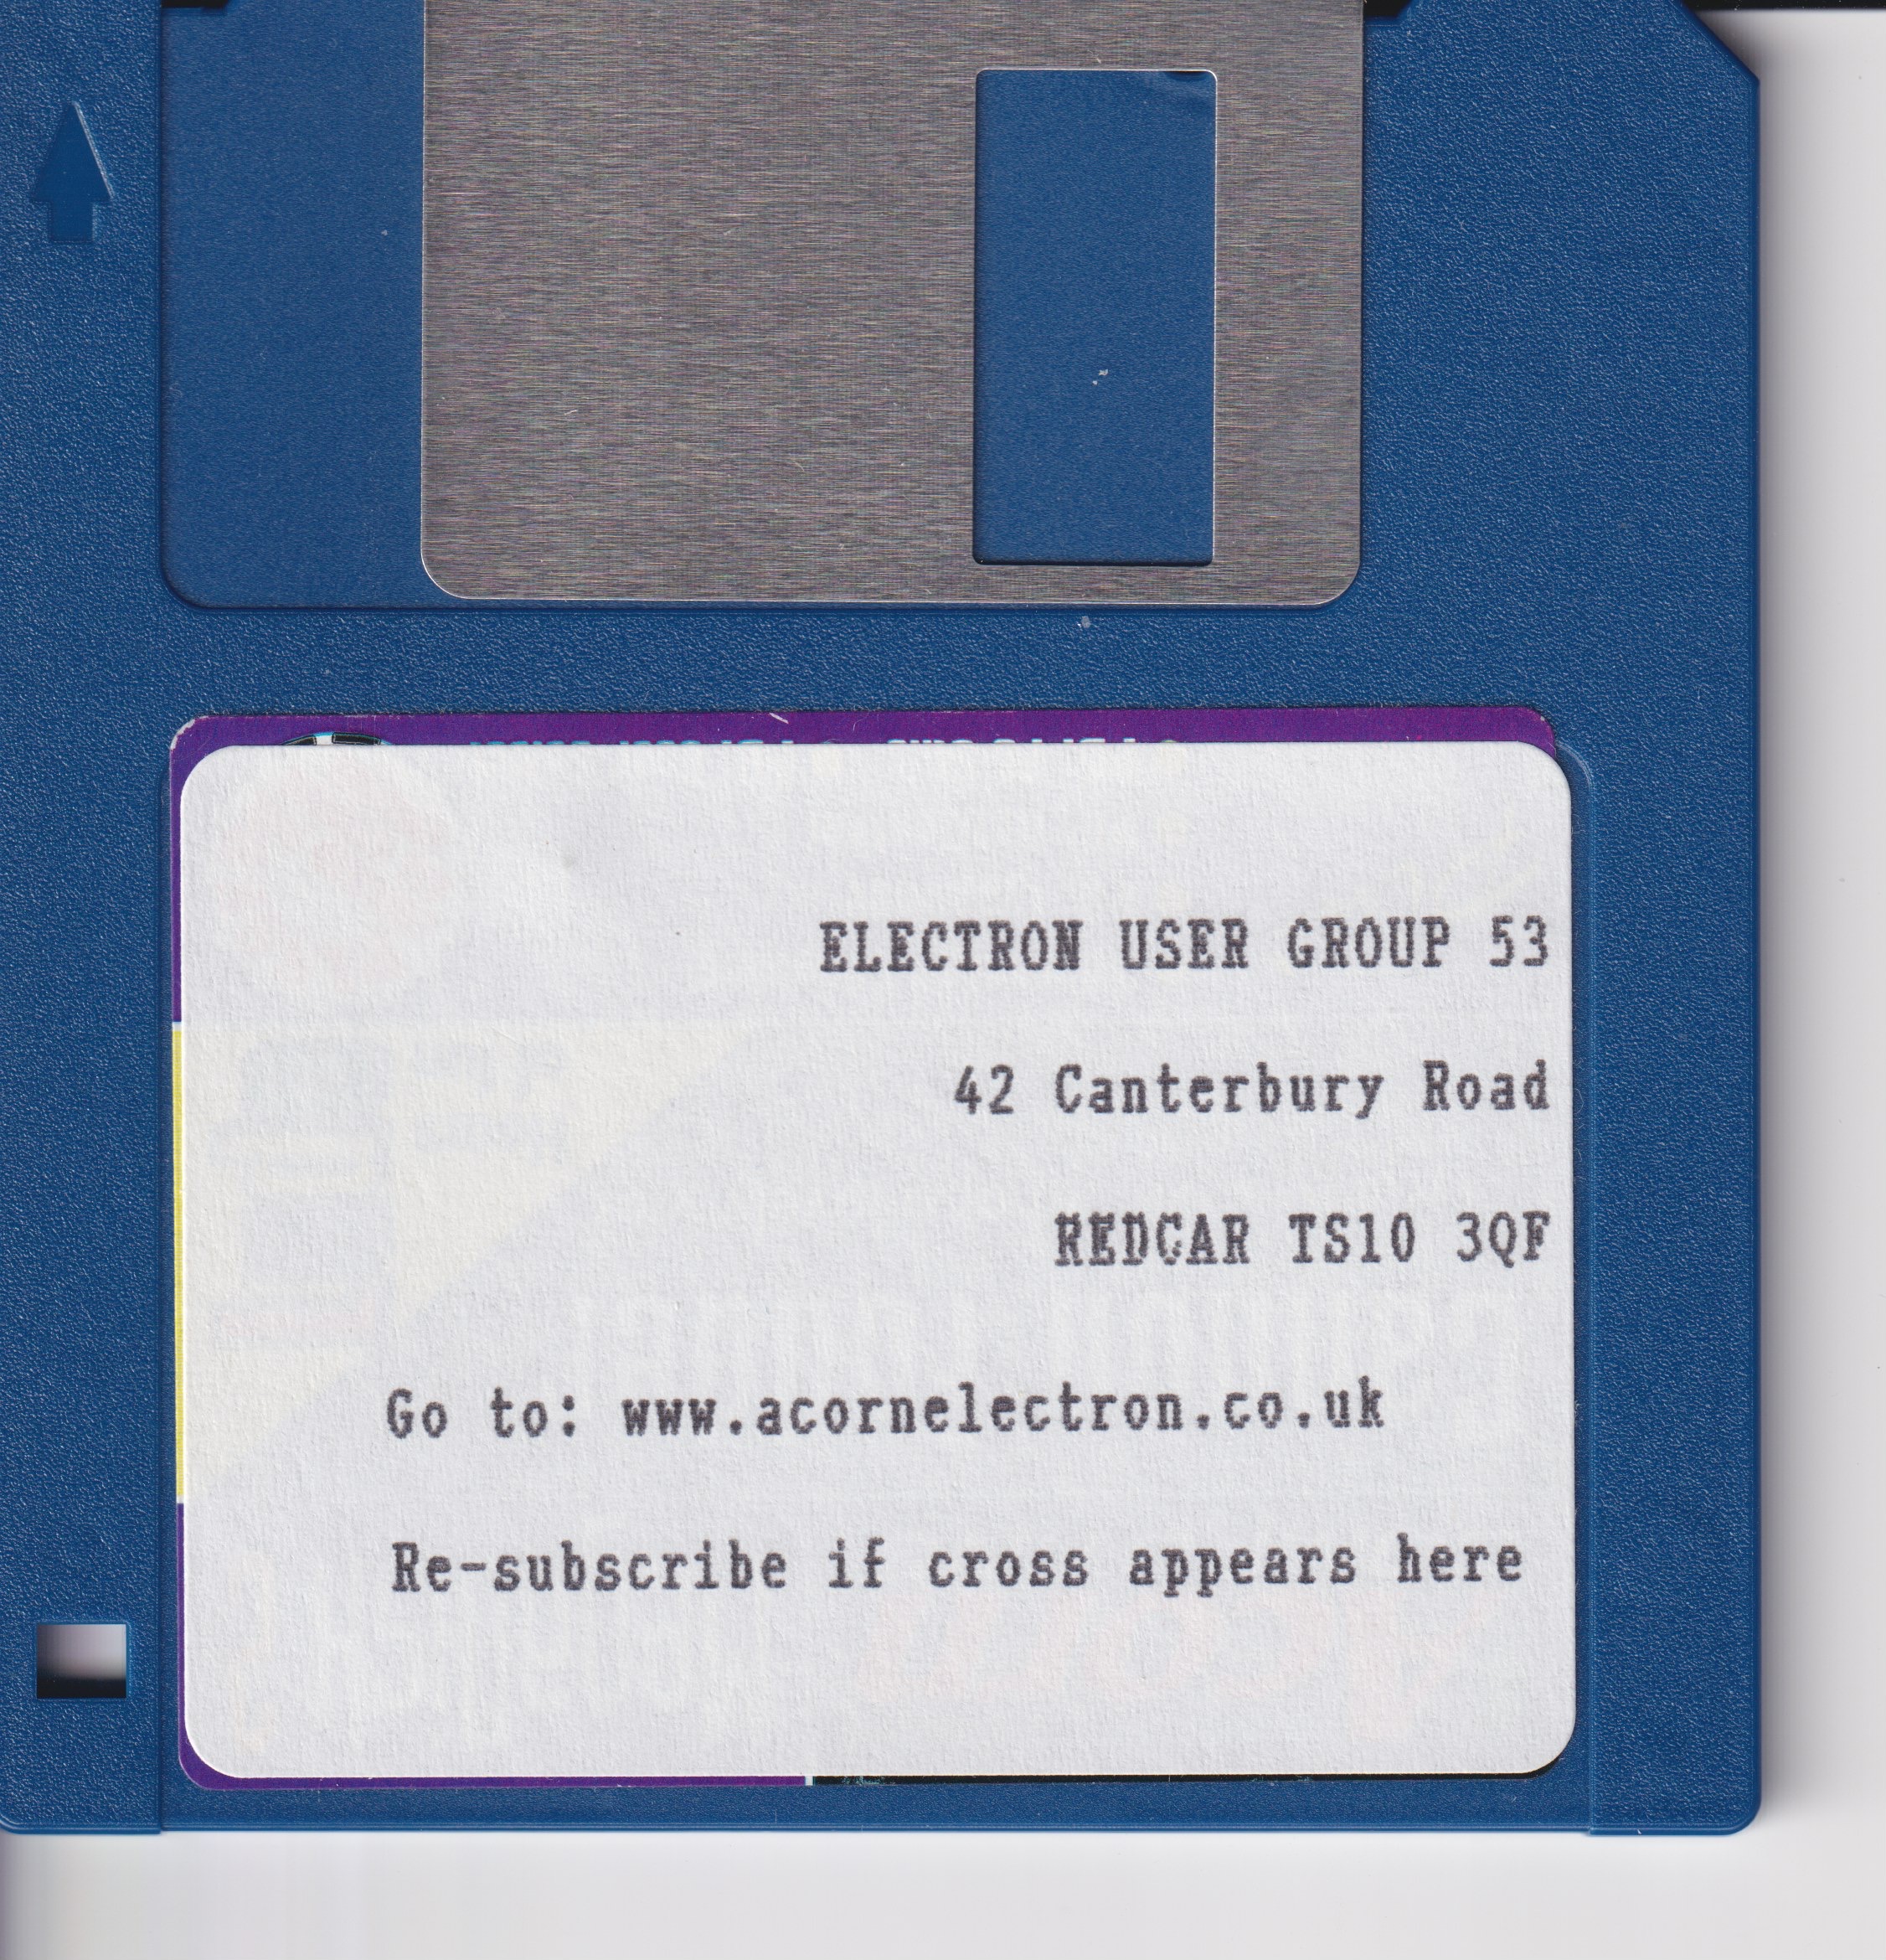 ELECTRON USER GROUP 53
42 Canterbury Road
REDCAR TS10 3QF
Go to: www.acornelectron.co.uk
Re-subscribe if cross appears here